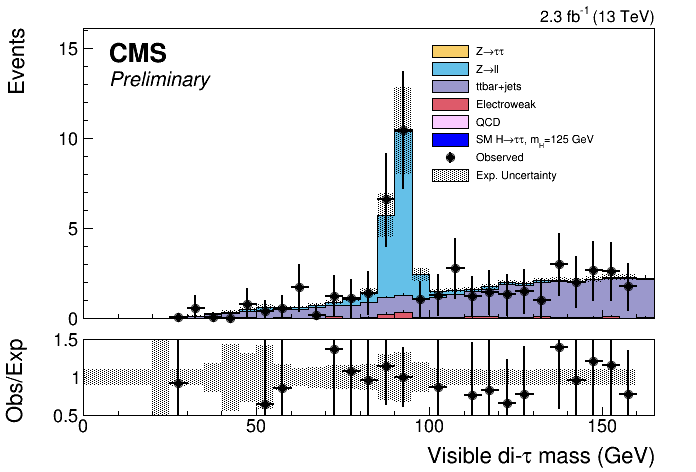 2.3 fb⁻¹ (13 TeV)
CMS
Preliminary
Events
15
10
5
0
Z→ττ
Z→ll
ttbar+jets
Electroweak
QCD
SM H→ττ, m_H=125 GeV
Observed
Exp. Uncertainty
Obs/Exp
1.5
1
0.5
0
50
100
150
Visible di-τ mass (GeV)